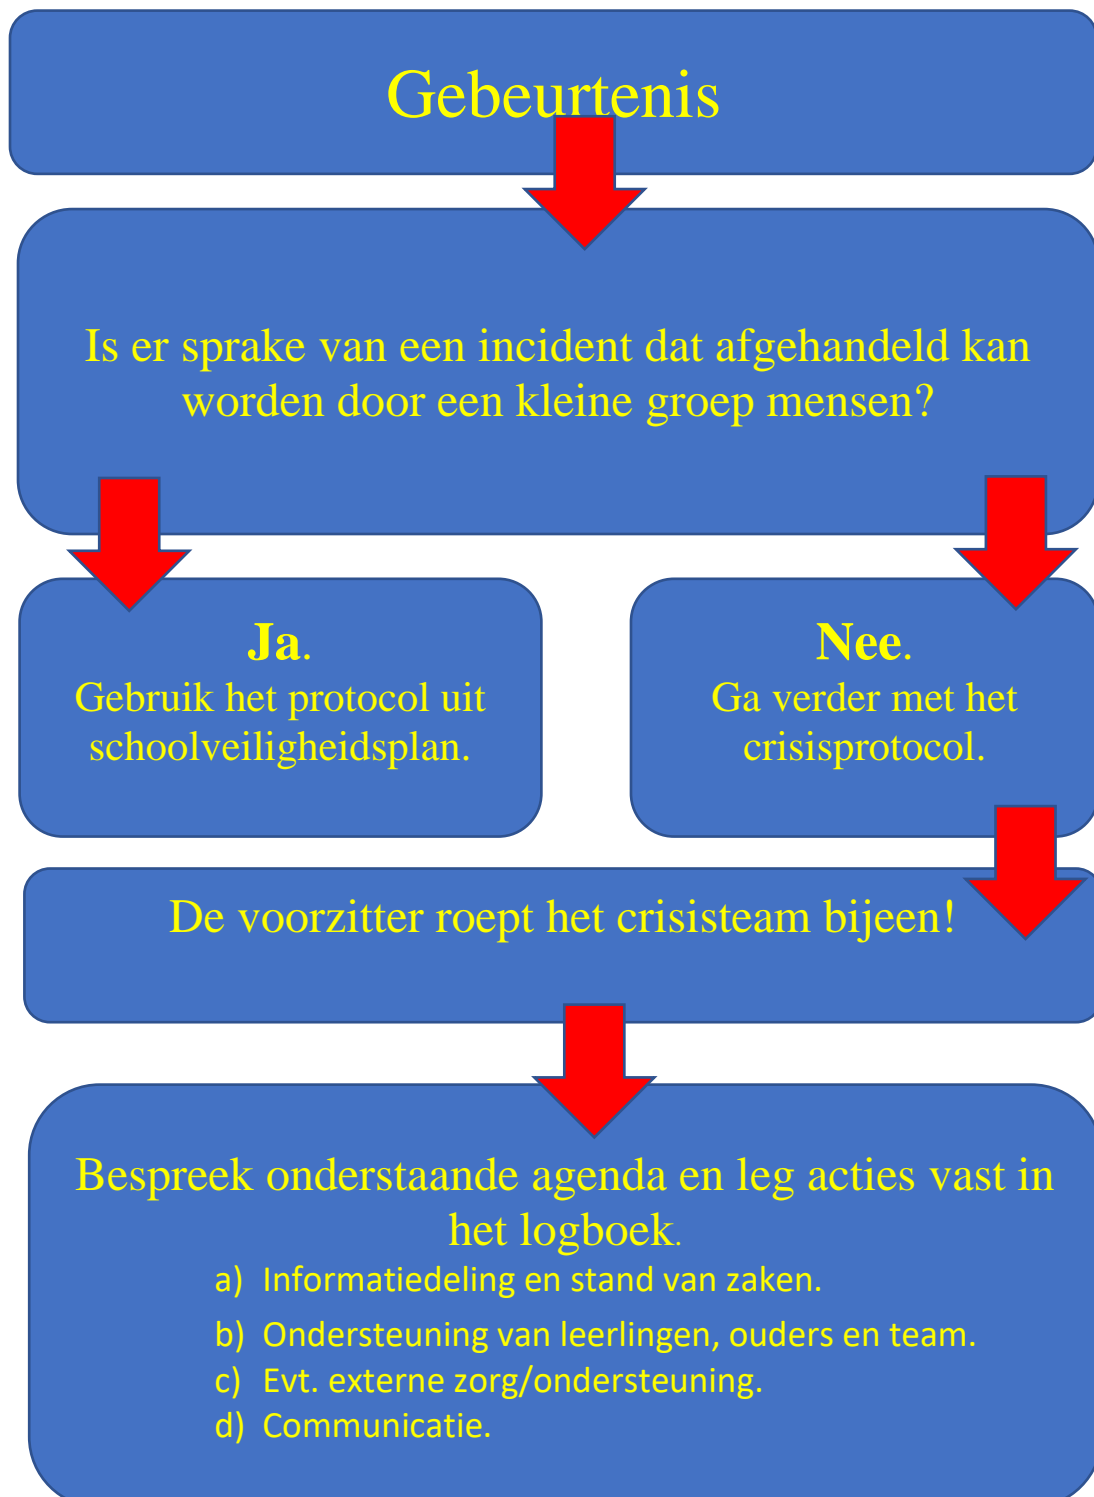 Gebeurtenis
Is er sprake van een incident dat afgehandeld kan
worden door een kleine groep mensen?
Ja.
Gebruik het protocol uit
schoolveiligheidsplan.
Nee.
Ga verder met het
crisisprotocol.
De voorzitter roept het crisisteam bijeen!
Bespreek onderstaande agenda en leg acties vast in
het logboek.
a) Informatiedeling en stand van zaken.
b) Ondersteuning van leerlingen, ouders en team.
c) Evt. externe zorg/ondersteuning.
d) Communicatie.